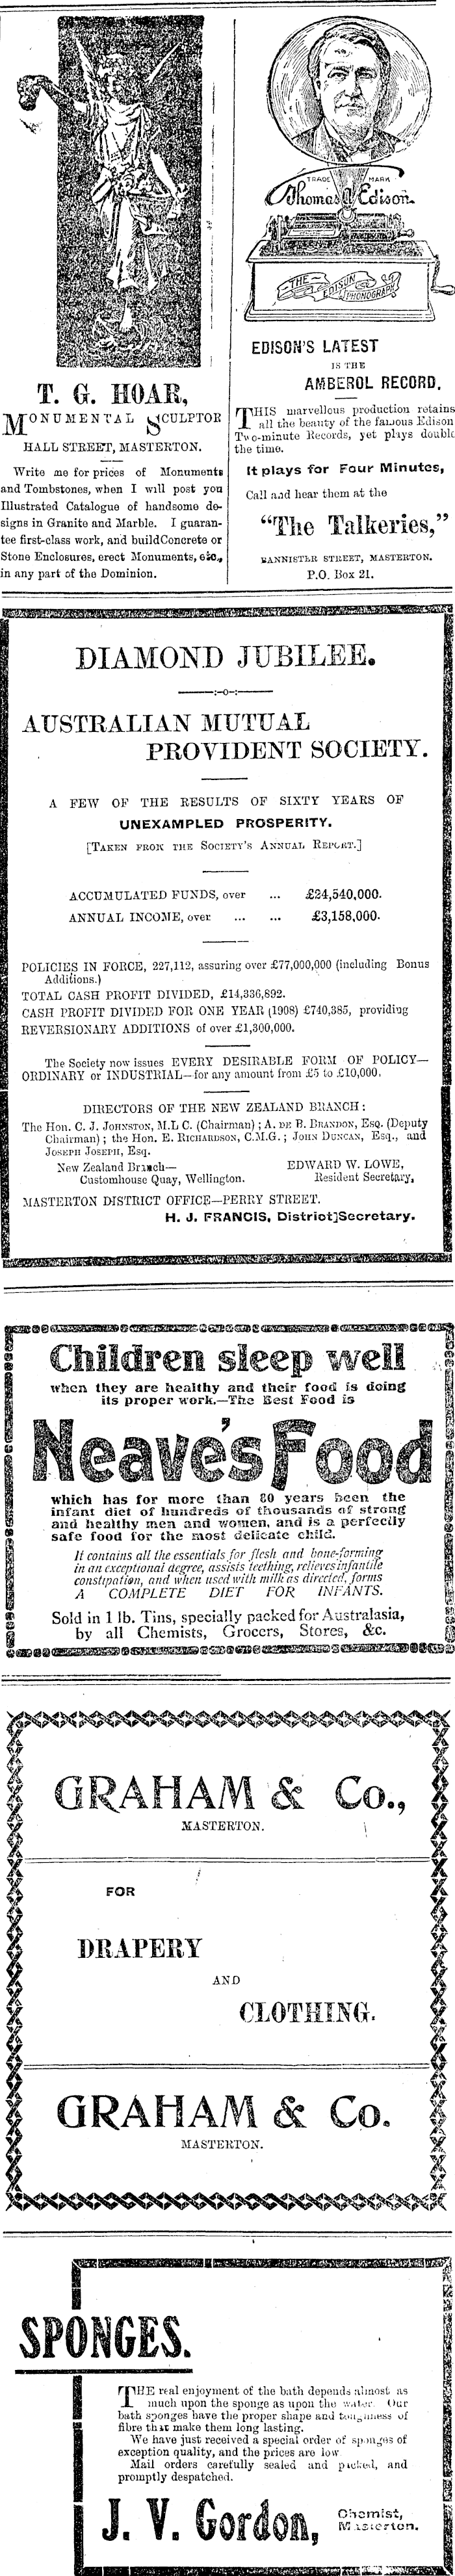 T. G. HOAR,
MONUMENTAL SCULPTOR
HALL STREET, MASTERTON.
Write me for prices of Monuments
and Tombstones, when I will post you
Illustrated Catalogue of handsome de-
signs in Granite and Marble. I guaran-
tee first-class work, and build Concrete or
Stone Enclosures, erect Monuments, etc.,
in any part of the Dominion.
TRADE MARK
Thomas A Edison
THE EDISON PHONOGRAPH
EDISON'S LATEST
IS THE
AMBEROL RECORD.
THIS marvellous production retains
all the beauty of the famous Edison
Two-minute Records, yet plays double
the time.
It plays for Four Minutes,
Call and hear them at the
"The Talkeries,"
BANNISTER STREET, MASTERTON.
P.O. Box 21.
DIAMOND JUBILEE.
——:-o-:——
AUSTRALIAN MUTUAL
PROVIDENT SOCIETY.
A FEW OF THE RESULTS OF SIXTY YEARS OF
UNEXAMPLED PROSPERITY.
[TAKEN FROM THE SOCIETY'S ANNUAL REPORT.]
ACCUMULATED FUNDS, over ... £24,540,000.
ANNUAL INCOME, over ... ... £3,158,000.
POLICIES IN FORCE, 227,112, assuring over £77,000,000 (including Bonus
Additions.)
TOTAL CASH PROFIT DIVIDED, £14,336,892.
CASH PROFIT DIVIDED FOR ONE YEAR (1908) £740,385, providing
REVERSIONARY ADDITIONS of over £1,300,000.
The Society now issues EVERY DESIRABLE FORM OF POLICY—
ORDINARY or INDUSTRIAL—for any amount from £5 to £10,000.
DIRECTORS OF THE NEW ZEALAND BRANCH:
The Hon. C. J. JOHNSTON, M.L C. (Chairman) ; A. DE B. BRANDON, Esq. (Deputy
Chairman) ; the Hon. E. RICHARDSON, C.M.G. ; JOHN DUNCAN, Esq., and
JOSEPH JOSEPH, Esq.
New Zealand Branch— EDWARD W. LOWE,
Customhouse Quay, Wellington. Resident Secretary,
MASTERTON DISTRICT OFFICE—PERRY STREET.
H. J. FRANCIS, District]Secretary.
Children sleep well
when they are healthy and their food is doing
its proper work.—The Best Food is
Neave's Food
which has for more than 80 years been the
infant diet of hundreds of thousands of strong
and healthy men and women, and is a perfectly
safe food for the most delicate child.
It contains all the essentials for flesh and bone-forming
in an exceptional degree, assists teething, relieves infantile
constipation, and when used with milk as directed, forms
A COMPLETE DIET FOR INFANTS.
Sold in 1 lb. Tins, specially packed for Australasia,
by all Chemists, Grocers, Stores, &c.
GRAHAM & Co.,
MASTERTON.
FOR
DRAPERY
AND
CLOTHING.
GRAHAM & Co.
MASTERTON.
SPONGES.
THE real enjoyment of the bath depends almost as
much upon the sponge as upon the water. Our
bath sponges have the proper shape and toughness of
fibre that make them long lasting.
We have just received a special order of sponges of
exception quality, and the prices are low
Mail orders carefully sealed and packed, and
promptly despatched.
J. V. Gordon, Chemist,
Masterton.